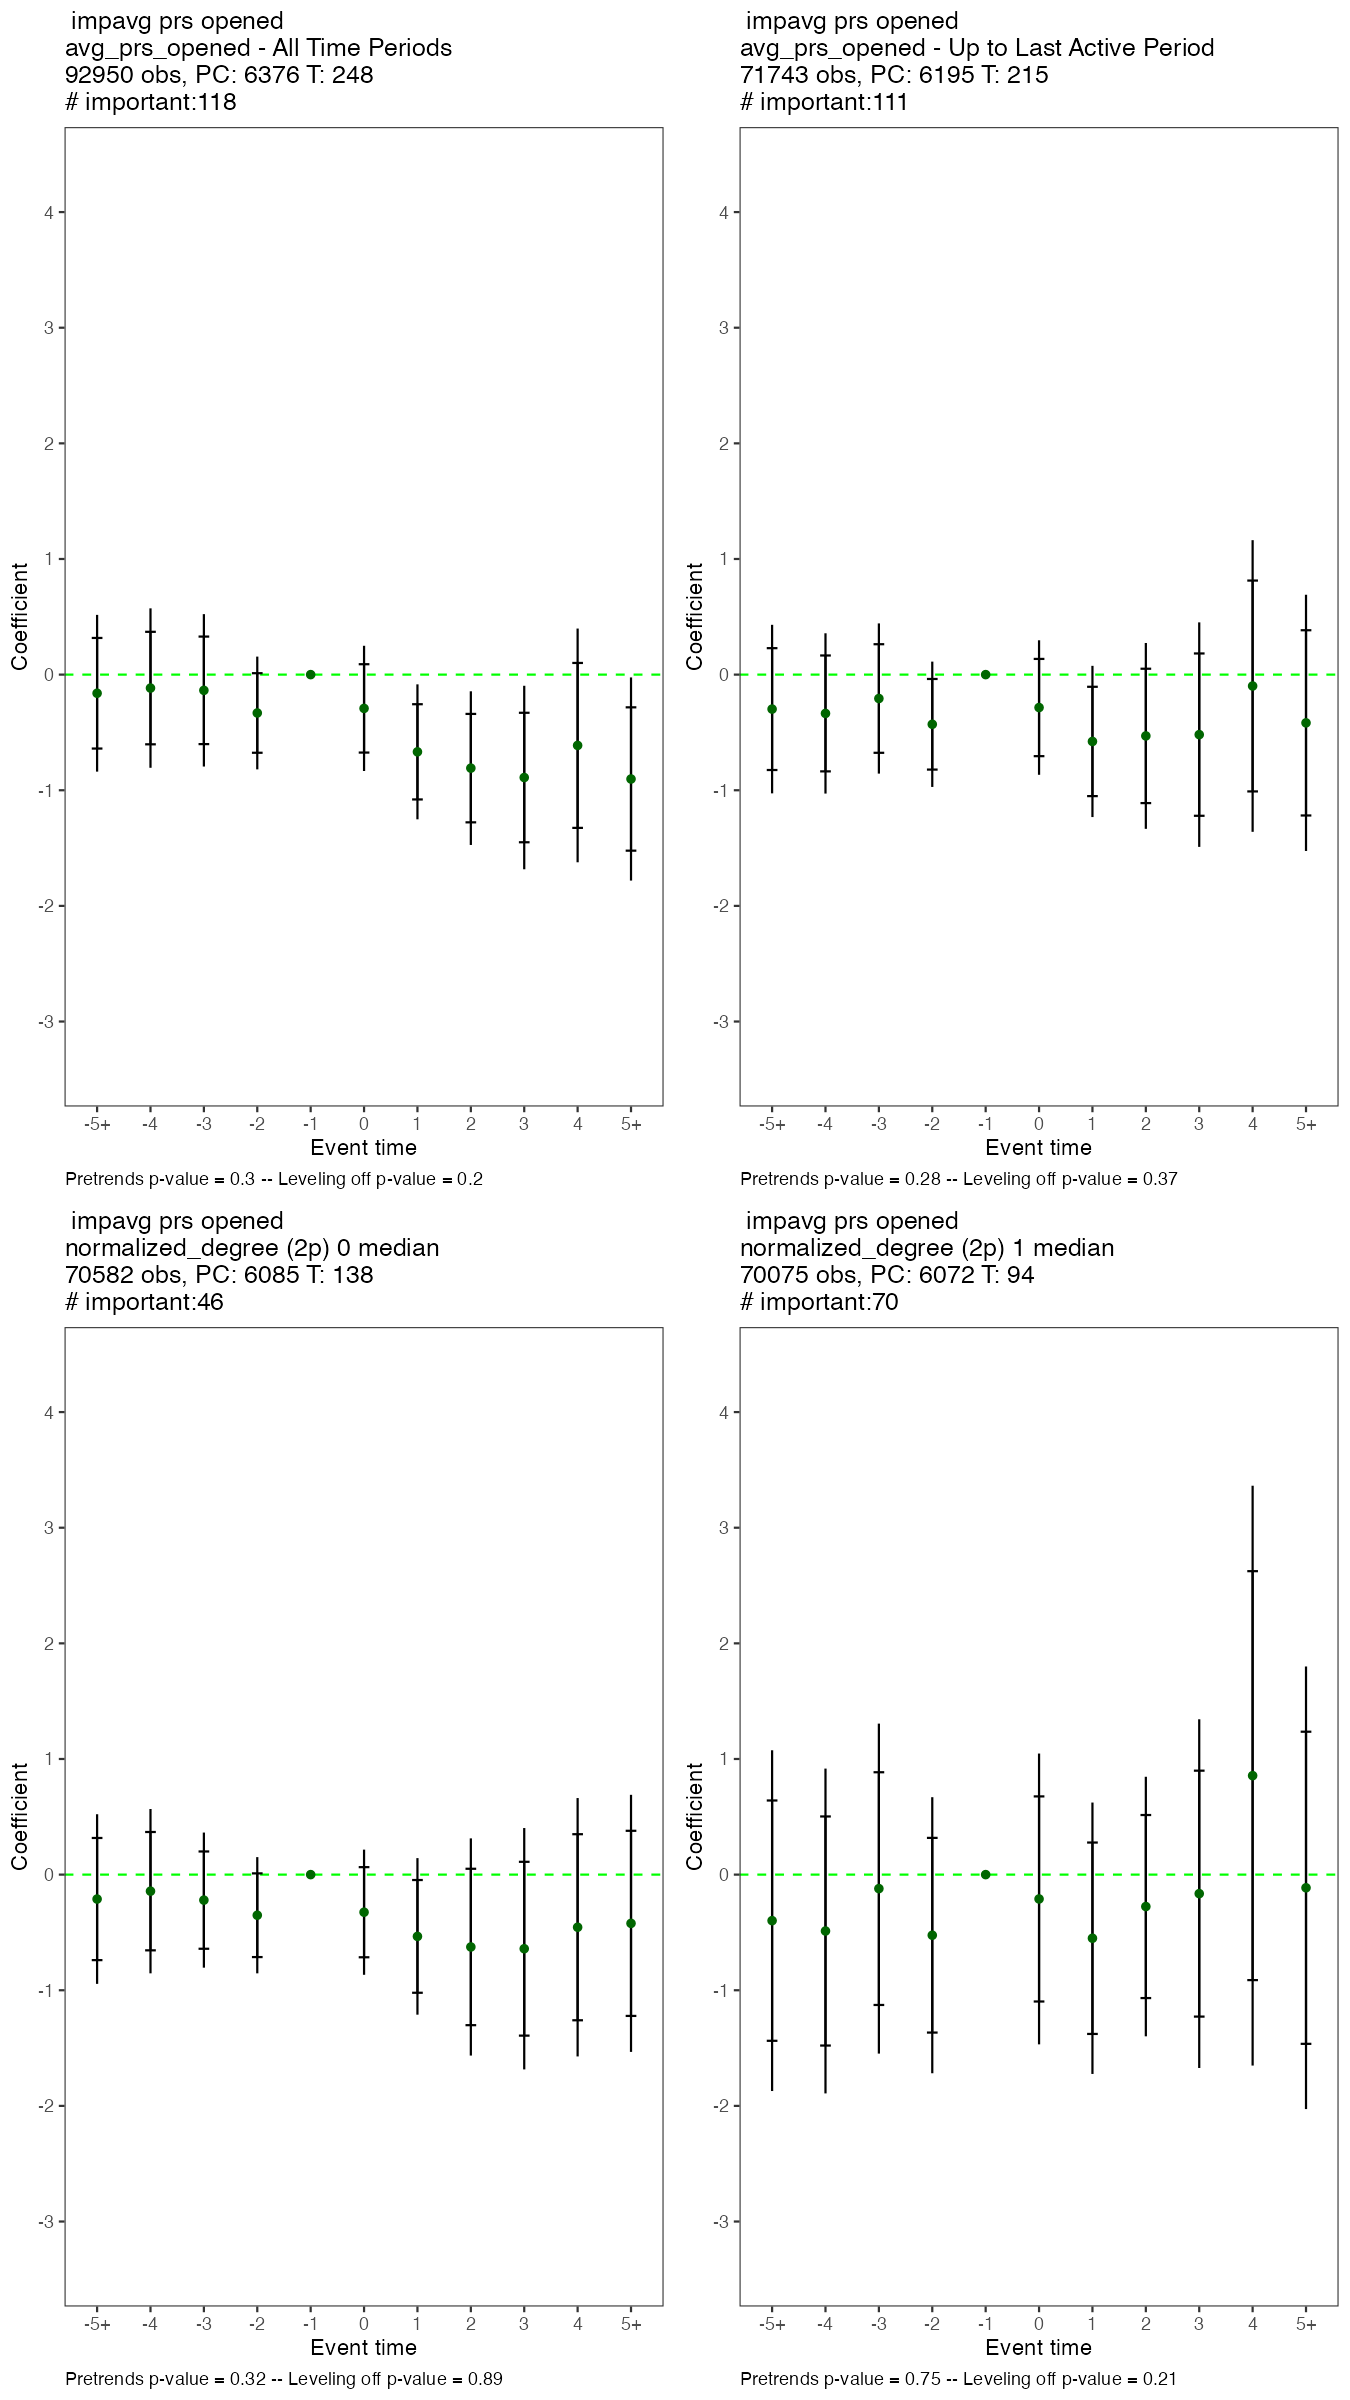 impavg prs opened
avg_prs_opened - All Time Periods
92950 obs, PC: 6376 T: 248
# important:118
Coefficient
4
3
2
1
0
-1
-2
-3
-5+ -4 -3 -2 -1 0 1 2 3 4 5+
Event time
Pretrends p-value = 0.3 -- Leveling off p-value = 0.2
impavg prs opened
avg_prs_opened - Up to Last Active Period
71743 obs, PC: 6195 T: 215
# important:111
Coefficient
4
3
2
1
0
-1
-2
-3
-5+ -4 -3 -2 -1 0 1 2 3 4 5+
Event time
Pretrends p-value = 0.28 -- Leveling off p-value = 0.37
impavg prs opened
normalized_degree (2p) 0 median
70582 obs, PC: 6085 T: 138
# important:46
Coefficient
4
3
2
1
0
-1
-2
-3
-5+ -4 -3 -2 -1 0 1 2 3 4 5+
Event time
Pretrends p-value = 0.32 -- Leveling off p-value = 0.89
impavg prs opened
normalized_degree (2p) 1 median
70075 obs, PC: 6072 T: 94
# important:70
Coefficient
4
3
2
1
0
-1
-2
-3
-5+ -4 -3 -2 -1 0 1 2 3 4 5+
Event time
Pretrends p-value = 0.75 -- Leveling off p-value = 0.21